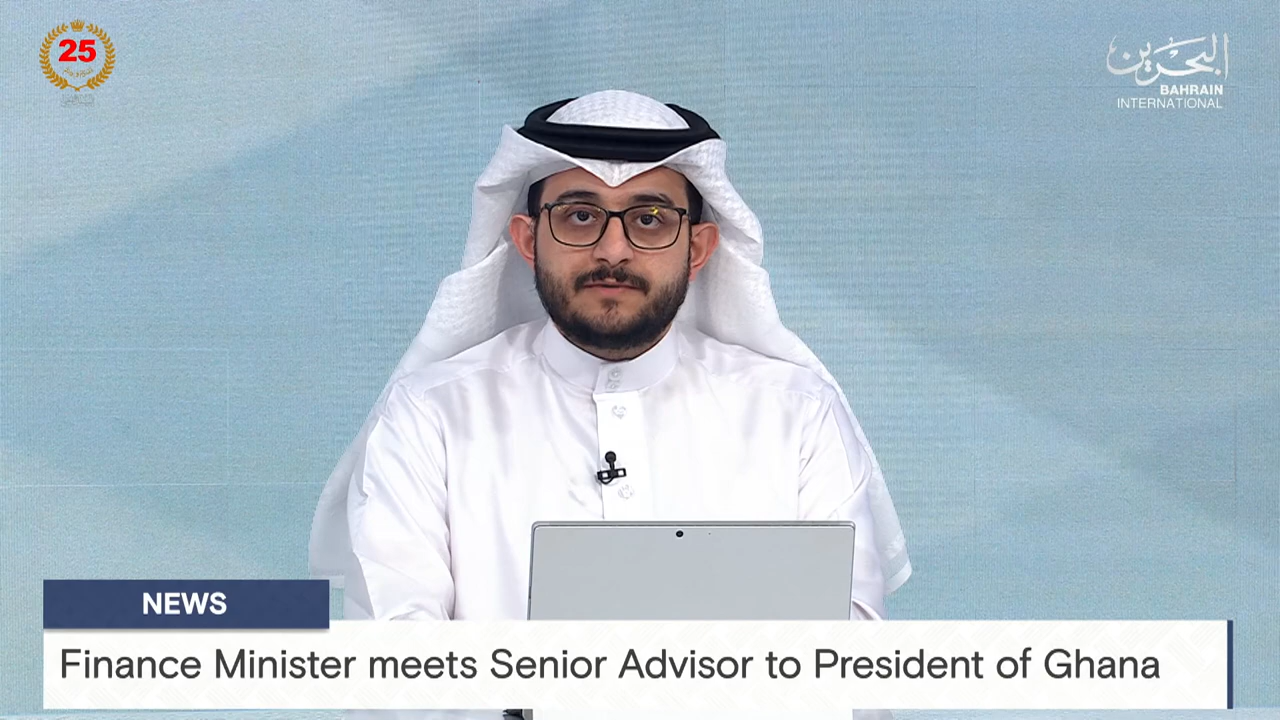 25
البحرين
BAHRAIN
INTERNATIONAL
NEWS
Finance Minister meets Senior Advisor to President of Ghana